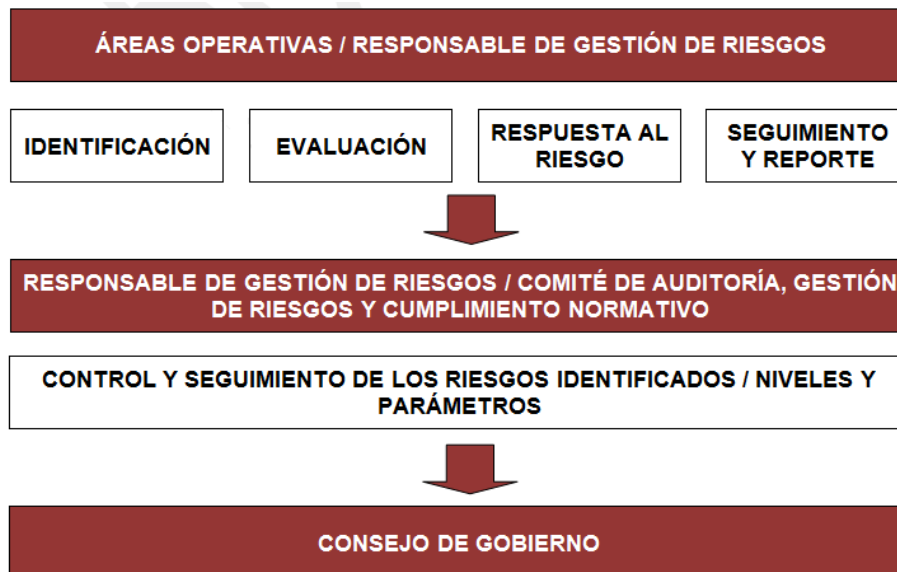 ÁREAS OPERATIVAS / RESPONSABLE DE GESTIÓN DE RIESGOS
IDENTIFICACIÓN
EVALUACIÓN
RESPUESTA AL
RIESGO
SEGUIMIENTO
Y REPORTE
RESPONSABLE DE GESTIÓN DE RIESGOS / COMITÉ DE AUDITORÍA, GESTIÓN
DE RIESGOS Y CUMPLIMIENTO NORMATIVO
CONTROL Y SEGUIMIENTO DE LOS RIESGOS IDENTIFICADOS / NIVELES Y
PARÁMETROS
CONSEJO DE GOBIERNO